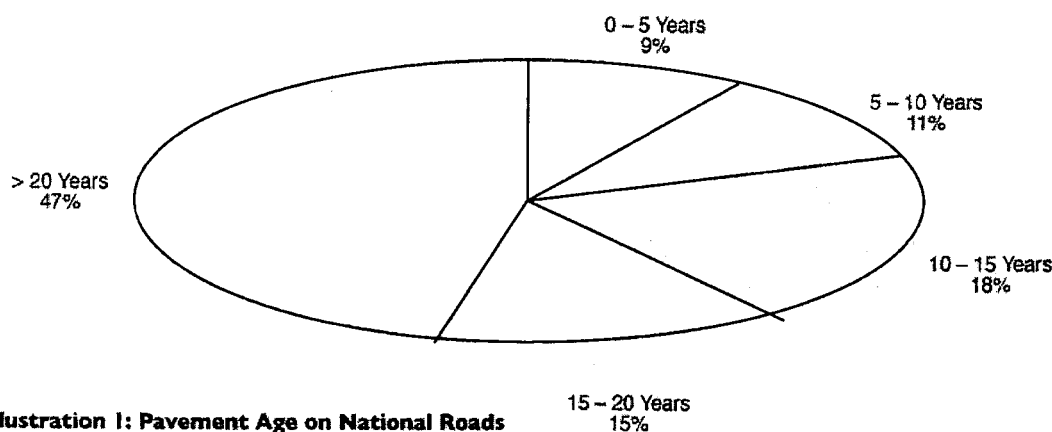 0 – 5 Years
9%
5 – 10 Years
11%
> 20 Years
47%
10 – 15 Years
18%
15 – 20 Years
15%
lustration 1: Pavement Age on National Roads